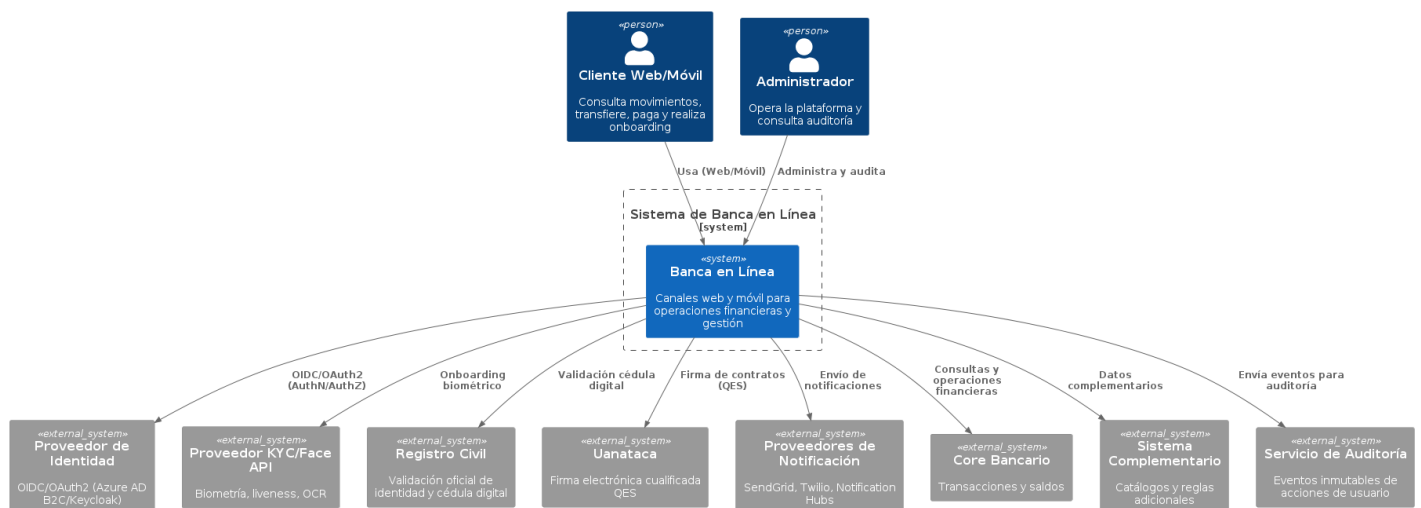 «person»
Cliente Web/Móvil
Consulta movimientos,
transfiere, paga y realiza
onboarding
«person»
Administrador
Opera la plataforma y
consulta auditoría
Usa (Web/Móvil)
Administra y audita
Sistema de Banca en Línea
[system]
«system»
Banca en Línea
Canales web y móvil para
operaciones financieras y
gestión
OIDC/OAuth2
(AuthN/AuthZ)
Onboarding
biométrico
Validación cédula
digital
Firma de contratos
(QES)
Envío de
notificaciones
Consultas y
operaciones
financieras
Datos
complementarios
Envía eventos para
auditoría
«external_system»
Proveedor de
Identidad
OIDC/OAuth2 (Azure AD
B2C/Keycloak)
«external_system»
Proveedor KYC/Face
API
Biometría, liveness, OCR
«external_system»
Registro Civil
Validación oficial de
identidad y cédula digital
«external_system»
Uanataca
Firma electrónica cualificada
QES
«external_system»
Proveedores de
Notificación
SendGrid, Twilio, Notification
Hubs
«external_system»
Core Bancario
Transacciones y saldos
«external_system»
Sistema
Complementario
Catálogos y reglas
adicionales
«external_system»
Servicio de Auditoría
Eventos inmutables de
acciones de usuario